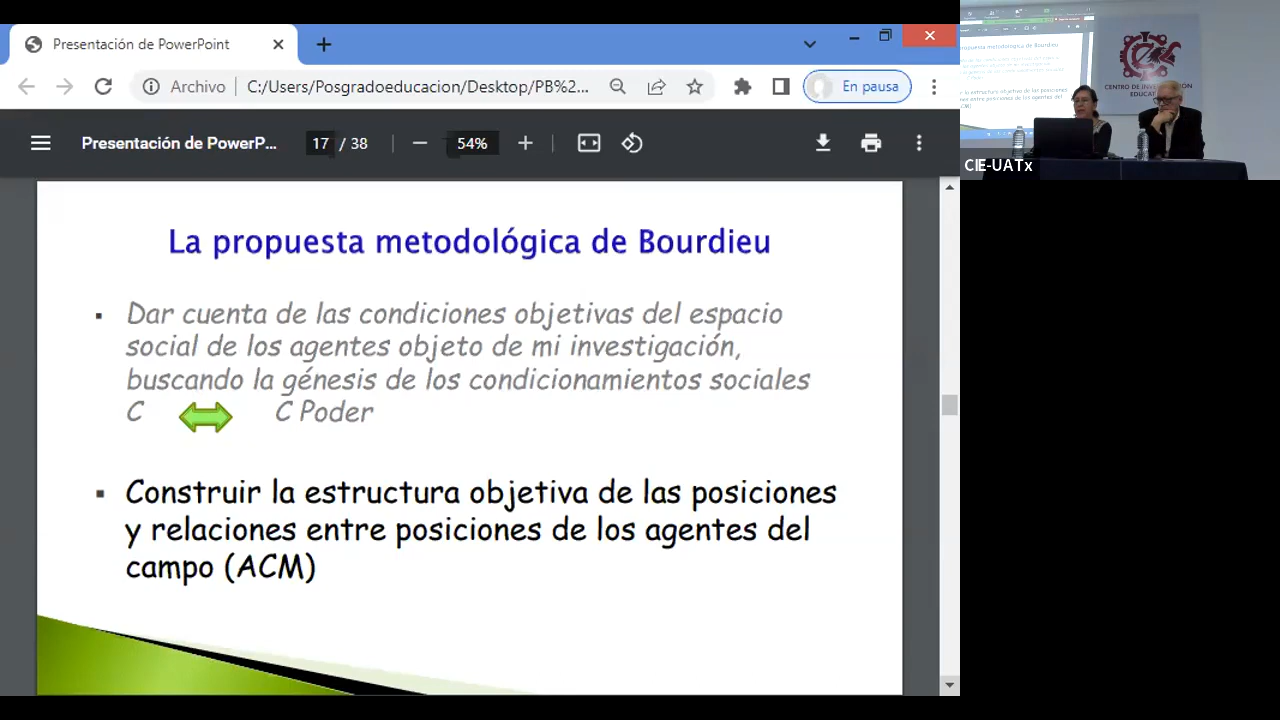 Presentación de PowerPoint
Archivo
C:/Users/Posgradoeducacion/Desktop/PB%2...
En pausa
Presentación de PowerP...
17 / 38
54%
La propuesta metodológica de Bourdieu
Dar cuenta de las condiciones objetivas del espacio
social de los agentes objeto de mi investigación,
buscando la génesis de los condicionamientos sociales
C C Poder
Construir la estructura objetiva de las posiciones
y relaciones entre posiciones de los agentes del
campo (ACM)
CIE-UATx